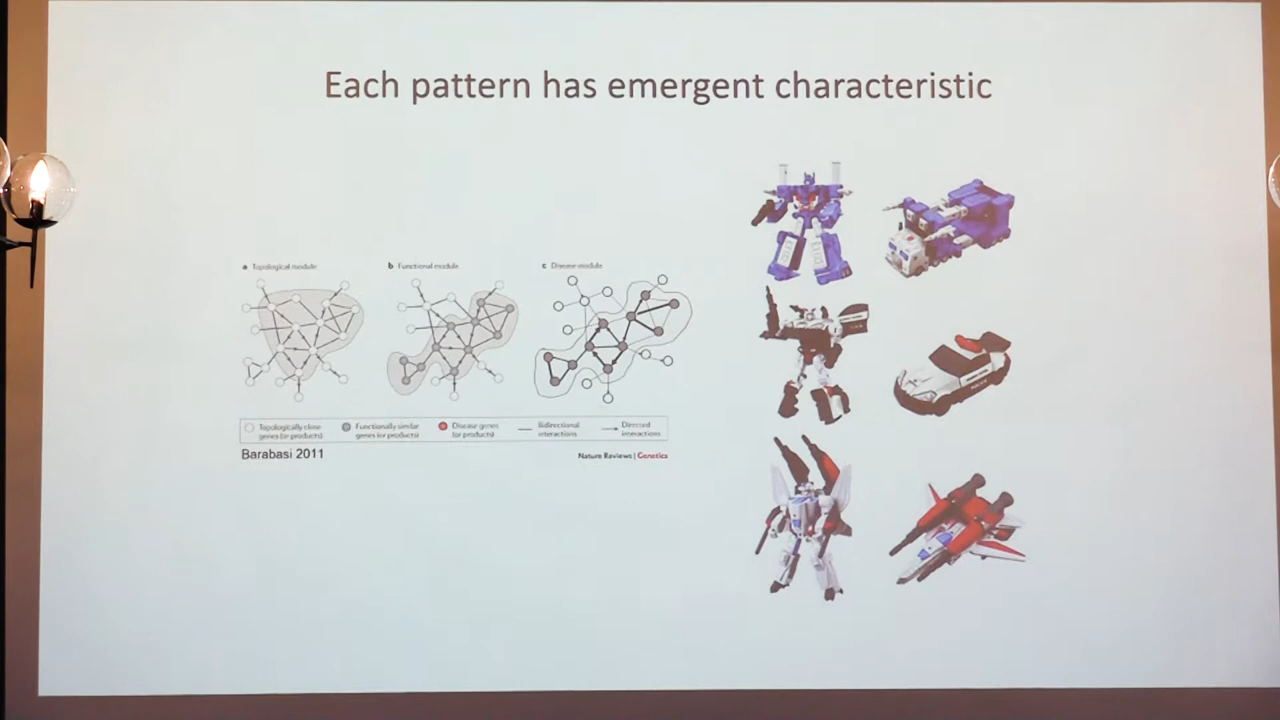 Each pattern has emergent characteristic
a Topological module
b Functional module
c Disease module
Topologically close
genes (or products)
Functionally similar
genes (or products)
Disease genes
(or products)
Bidirectional
interactions
Directed
interactions
Barabasi 2011
Nature Reviews | Genetics